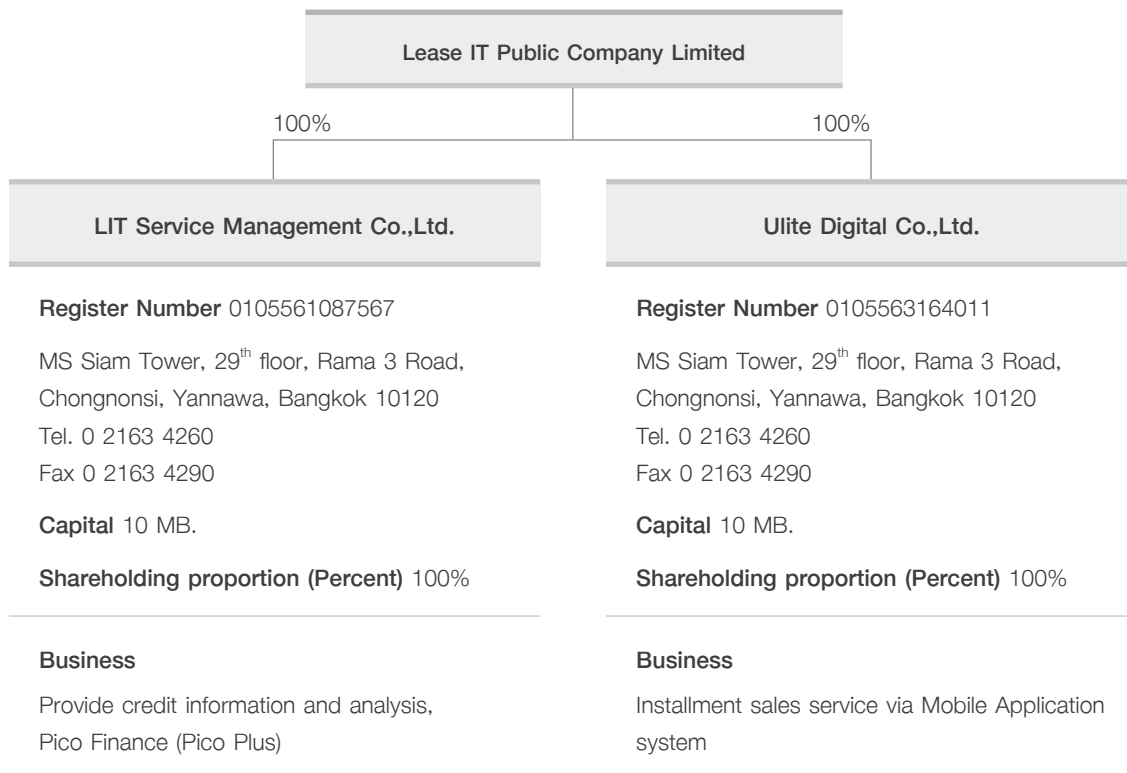 Lease IT Public Company Limited
100%
100%
LIT Service Management Co.,Ltd.
Register Number 0105561087567
MS Siam Tower, 29th floor, Rama 3 Road,
Chongnonsi, Yannawa, Bangkok 10120
Tel. 0 2163 4260
Fax 0 2163 4290
Capital 10 MB.
Shareholding proportion (Percent) 100%
Business
Provide credit information and analysis,
Pico Finance (Pico Plus)
Ulite Digital Co.,Ltd.
Register Number 0105563164011
MS Siam Tower, 29th floor, Rama 3 Road,
Chongnonsi, Yannawa, Bangkok 10120
Tel. 0 2163 4260
Fax 0 2163 4290
Capital 10 MB.
Shareholding proportion (Percent) 100%
Business
Installment sales service via Mobile Application
system